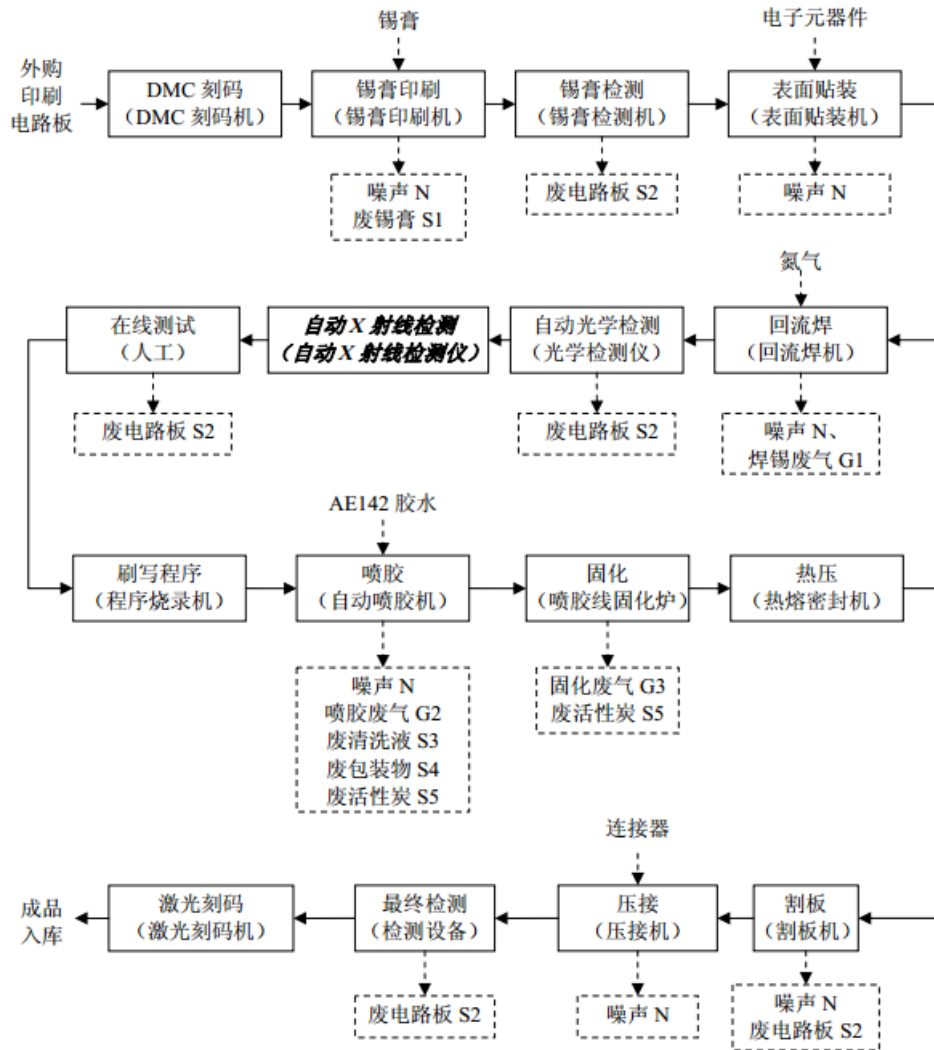 锡膏
电子元器件
外购
印刷
电路板
DMC 刻码
（DMC 刻码机）
锡膏印刷
（锡膏印刷机）
锡膏检测
（锡膏检测机）
表面贴装
（表面贴装机）
噪声 N
废锡膏 S1
废电路板 S2
噪声 N
氮气
在线测试
（人工）
自动 X 射线检测
（自动 X 射线检测仪）
自动光学检测
（光学检测仪）
回流焊
（回流焊机）
废电路板 S2
废电路板 S2
噪声 N、
焊锡废气 G1
AE142 胶水
刷写程序
（程序烧录机）
喷胶
（自动喷胶机）
固化
（喷胶线固化炉）
热压
（热熔密封机）
噪声 N
喷胶废气 G2
废清洗液 S3
废包装物 S4
废活性炭 S5
固化废气 G3
废活性炭 S5
连接器
成品
入库
激光刻码
（激光刻码机）
最终检测
（检测设备）
压接
（压接机）
割板
（割板机）
废电路板 S2
噪声 N
噪声 N
废电路板 S2